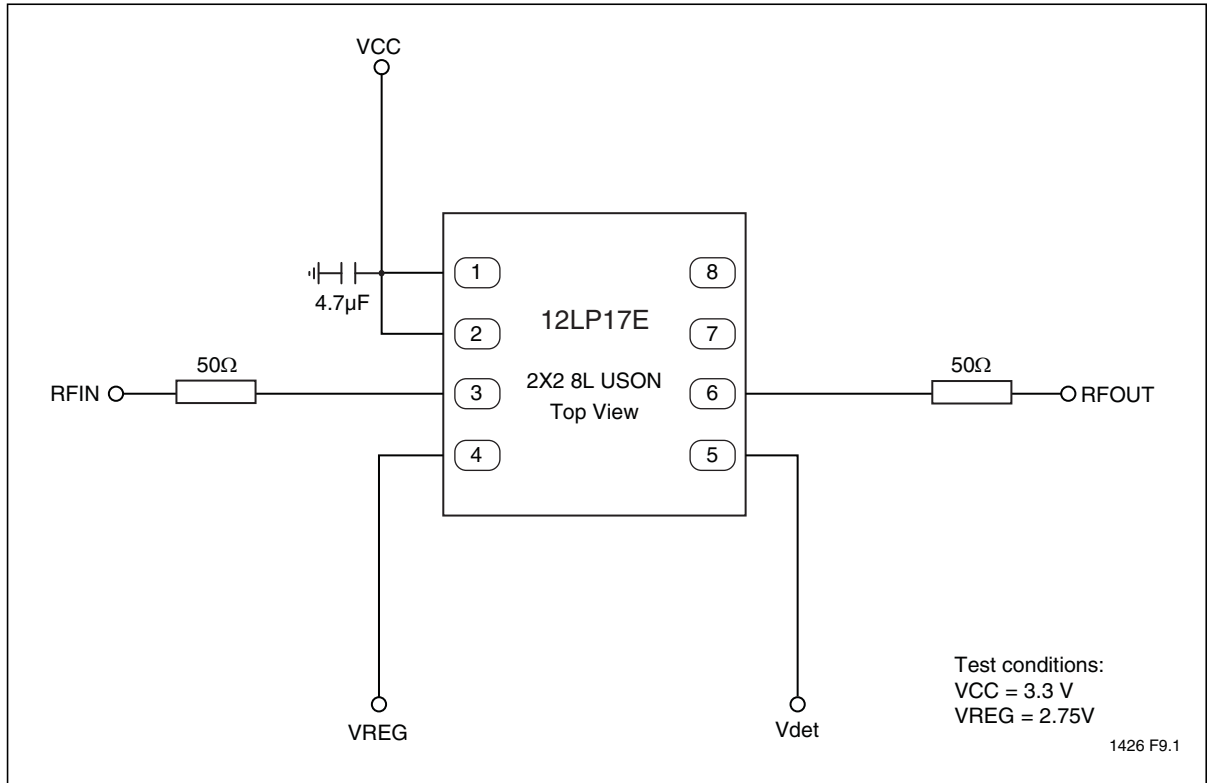 VCC
4.7µF
1
8
12LP17E
2
7
50Ω
50Ω
RFIN
3
2X2 8L USON
6
RFOUT
Top View
4
5
Test conditions:
VCC = 3.3 V
VREG = 2.75V
VREG
Vdet
1426 F9.1